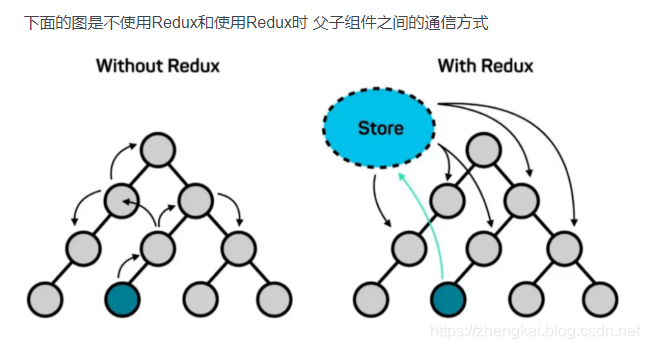 下面的图是不使用Redux和使用Redux时 父子组件之间的通信方式
Without Redux
With Redux
Store
https://zhengkai.blog.csdn.net